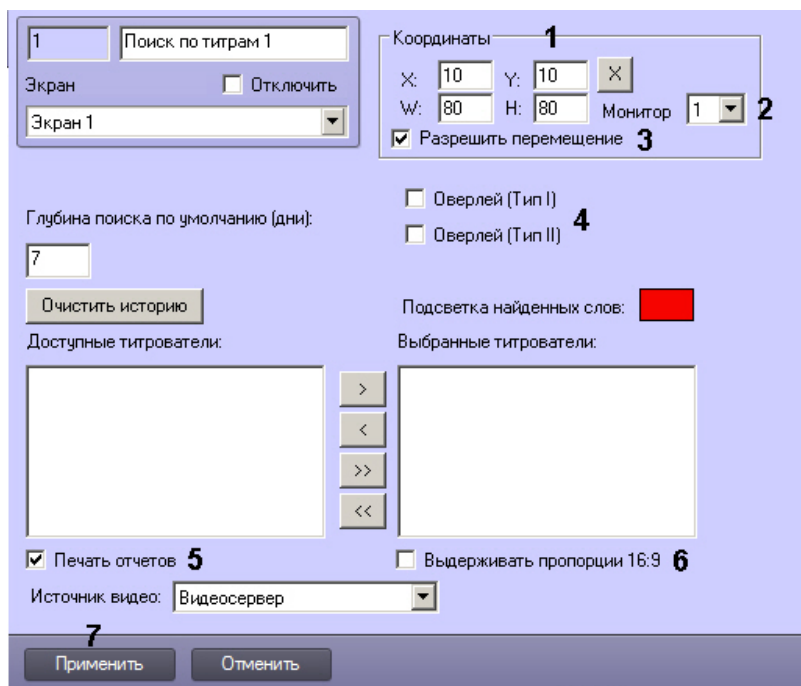 1 Поиск по титрам 1
Экран Отключить
Экран 1
Координаты 1
X: 10 Y: 10 X
W: 80 H: 80 Монитор 1 2
Разрешить перемещение 3
Оверлей (Тип I)
Оверлей (Тип II)
4
Глубина поиска по умолчанию (дни):
7
Очистить историю
Подсветка найденных слов:
Доступные титрователи:
Выбранные титрователи:
>
<
>>
<<
Печать отчетов 5
Выдерживать пропорции 16:9 6
Источник видео: Видеосервер
7
Применить Отменить